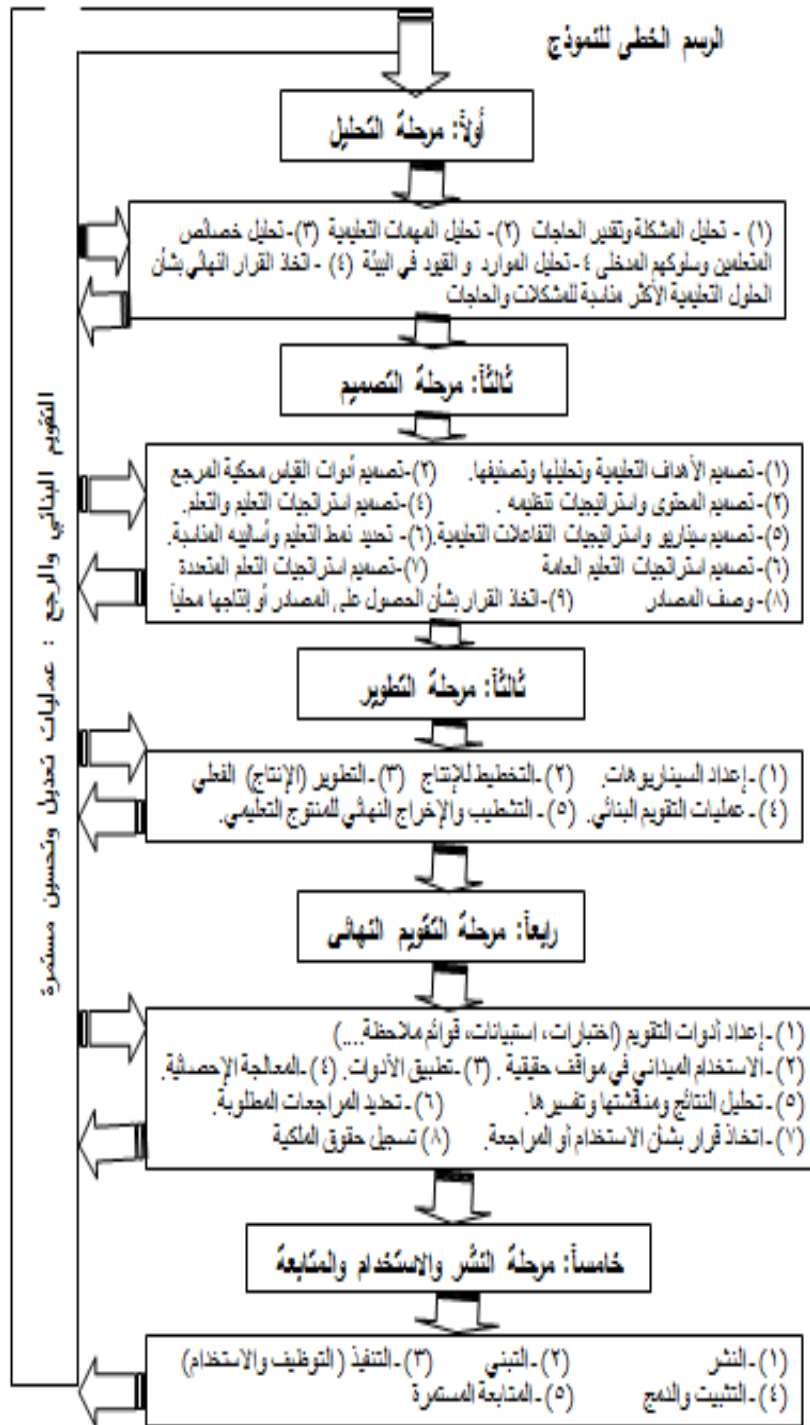 الرسم الخطى للنموذج
أولاً: مرحلة التحليل
(١) - تحليل المشكلة وتقدير الحاجات (٢)- تحليل المهمات التعليمية (٣)- تحليل خصائص
المتعلمين وسلوكهم المدخلى ٤- تحليل الموارد و القيود في البيئة (٤) - اتخاذ القرار النهائي بشأن
الحلول التعليمية الأكثر مناسبة للمشكلات والحاجات
ثالثاً: مرحلة التصميم
(١)- تصميم الأهداف التعليمية وتحليلها وتصنيفها. (٢)-تصميم أدوات القياس محكية المرجع
(٢)- تصميم المحتوى واستراتيجيات تنظيمه . (٤)- تصميم استراتجيات التعليم والتعلم.
(٥)- تصميم سيناريو واستراتيجيات التفاعلات التعليمية. (٦)- تحديد نمط التعليم وأساليبه المناسبة.
(٦)- تصميم استراتجيات التعليم العامة (٧)- تصميم استراتجيات التعلم المتعددة
(٨)- وصف المصادر (٩)- اتخاذ القرار بشأن الحصول على المصادر أو إنتاجها محلياً
ثالثاً: مرحلة التطوير
(١)- إعداد السيناريوهات. (٢)- التخطيط للإنتاج (٣)- التطوير (الإنتاج) الفعلي
(٤)- عمليات التقويم البنائي. (٥)- التشطيب والإخراج النهائي للمنتوج التعليمي.
رابعاً: مرحلة التقويم النهائى
(١)- إعداد أدوات التقويم (اختبارات، استبيانات، قوائم ملاحظة....)
(٢)- الاستخدام الميداني في مواقف حقيقية . (٣)- تطبيق الأدوات. (٤)- المعالجة الإحصائية.
(٥)- تحليل النتائج ومناقشتها وتفسيرها. (٦)- تحديد المراجعات المطلوبة.
(٧)- اتخاذ قرار بشأن الاستخدام أو المراجعة. (٨) تسجل حقوق الملكية
خامساً: مرحلة النشر والاستخدام والمتابعة
(١)- النشر (٢)- التبني (٣)- التنفيذ (التوظيف والاستخدام)
(٤)- التثبيت والدمج (٥)- المتابعة المستمرة
التقويم البنائي والرجع : عمليات تعديل وتحسين مستمرة